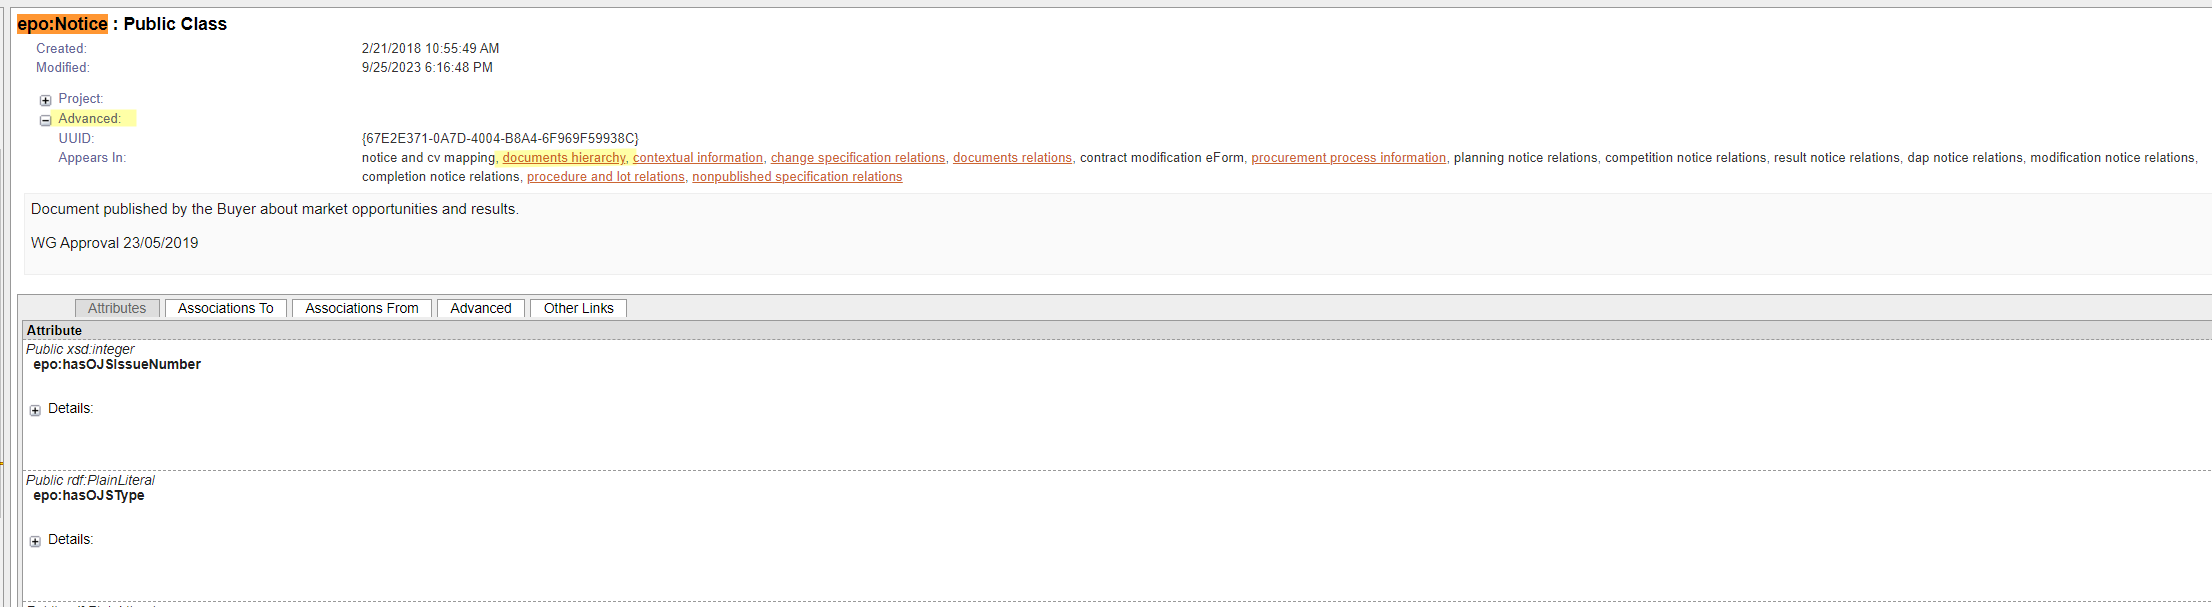 epo:Notice : Public Class
Created: 2/21/2018 10:55:49 AM
Modified: 9/25/2023 6:16:48 PM
Project:
Advanced:
UUID: {67E2E371-0A7D-4004-B8A4-6F969F59938C}
Appears In: notice and cv mapping, documents hierarchy, contextual information, change specification relations, documents relations, contract modification eForm, procurement process information, planning notice relations, competition notice relations, result notice relations, dap notice relations, modification notice relations,
completion notice relations, procedure and lot relations, nonpublished specification relations
Document published by the Buyer about market opportunities and results.
WG Approval 23/05/2019
Attributes Associations To Associations From Advanced Other Links
Attribute
Public xsd:integer
epo:hasOJSIssueNumber
Details:
Public rdf:PlainLiteral
epo:hasOJSType
Details: